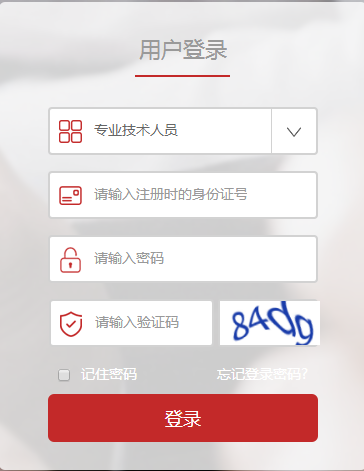 用户登录
专业技术人员
请输入注册时的身份证号
请输入密码
请输入验证码 84dg
记住密码 忘记登录密码?
登录